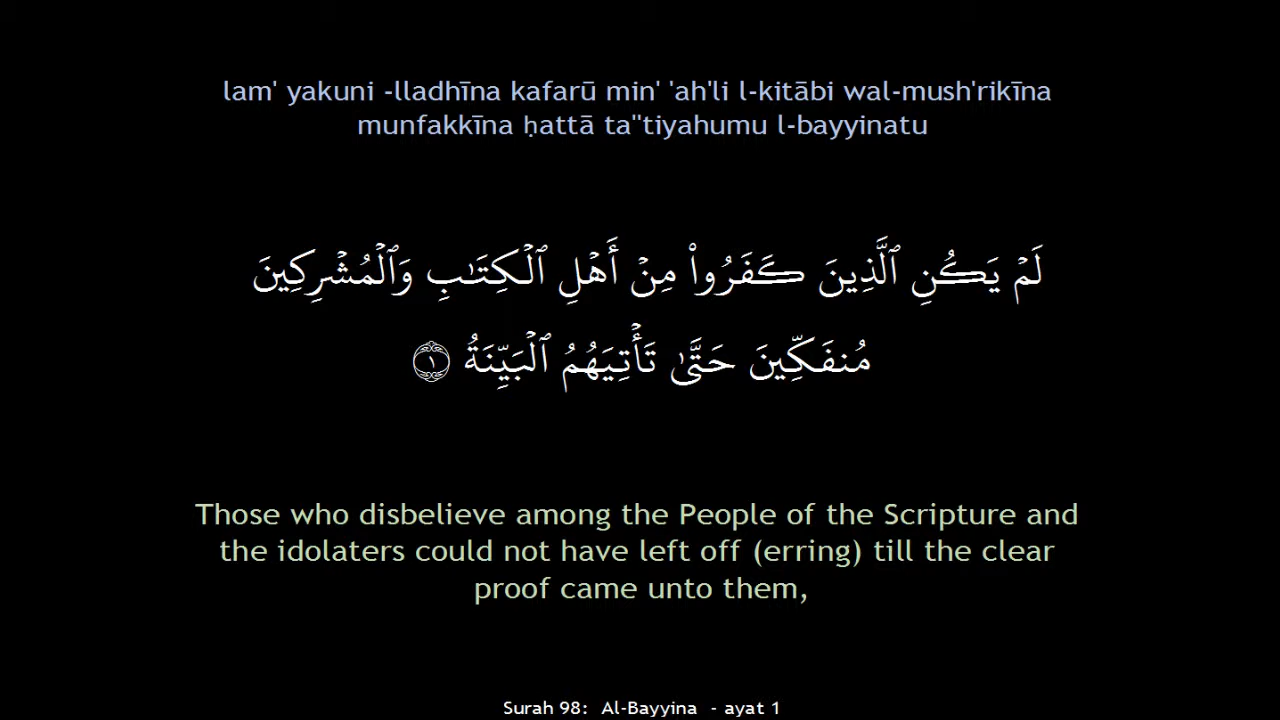 lam' yakuni -lladhīna kafarū min' 'ah'li l-kitābi wal-mush'rikīna
munfakkīna ḥattā ta''tiyahumu l-bayyinatu
لَمۡ يَكُنِ ٱلَّذِينَ كَفَرُواْ مِنۡ أَهۡلِ ٱلۡكِتَٰبِ وَٱلۡمُشۡرِكِينَ
مُنفَكِّينَ حَتَّىٰ تَأۡتِيَهُمُ ٱلۡبَيِّنَةُ ١
Those who disbelieve among the People of the Scripture and
the idolaters could not have left off (erring) till the clear
proof came unto them,
Surah 98:  Al-Bayyina  - ayat 1